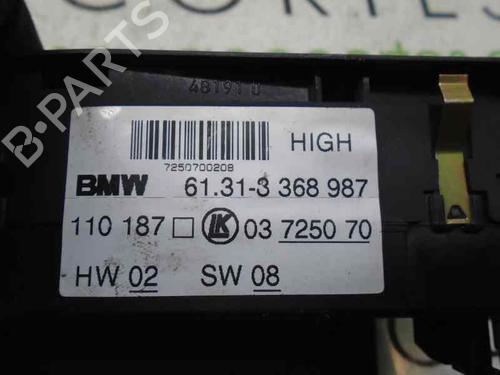 CORTES
48191 0
HIGH
7250700208
BMW 61.31-3 368 987
110 187 LK 03 7250 70
HW 02 SW 08
B-PARTS